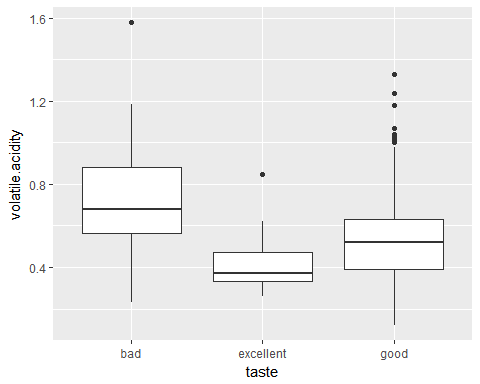 1.6
1.2
0.8
0.4
volatile.acidity
bad excellent good
taste